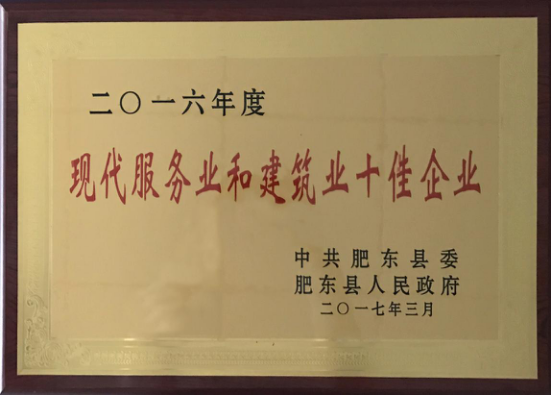 二〇一六年度
现代服务业和建筑业十佳企业
中共肥东县委
肥东县人民政府
二〇一七年三月